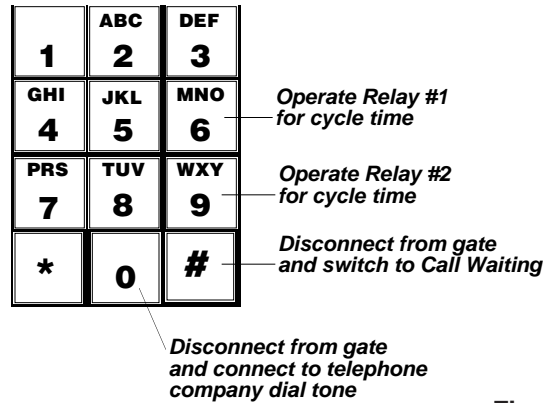 ABC DEF
1 2 3
GHI JKL MNO
4 5 6
Operate Relay #1
for cycle time
PRS TUV WXY
7 8 9
Operate Relay #2
for cycle time
* 0 #
Disconnect from gate
and switch to Call Waiting
Disconnect from gate
and connect to telephone
company dial tone